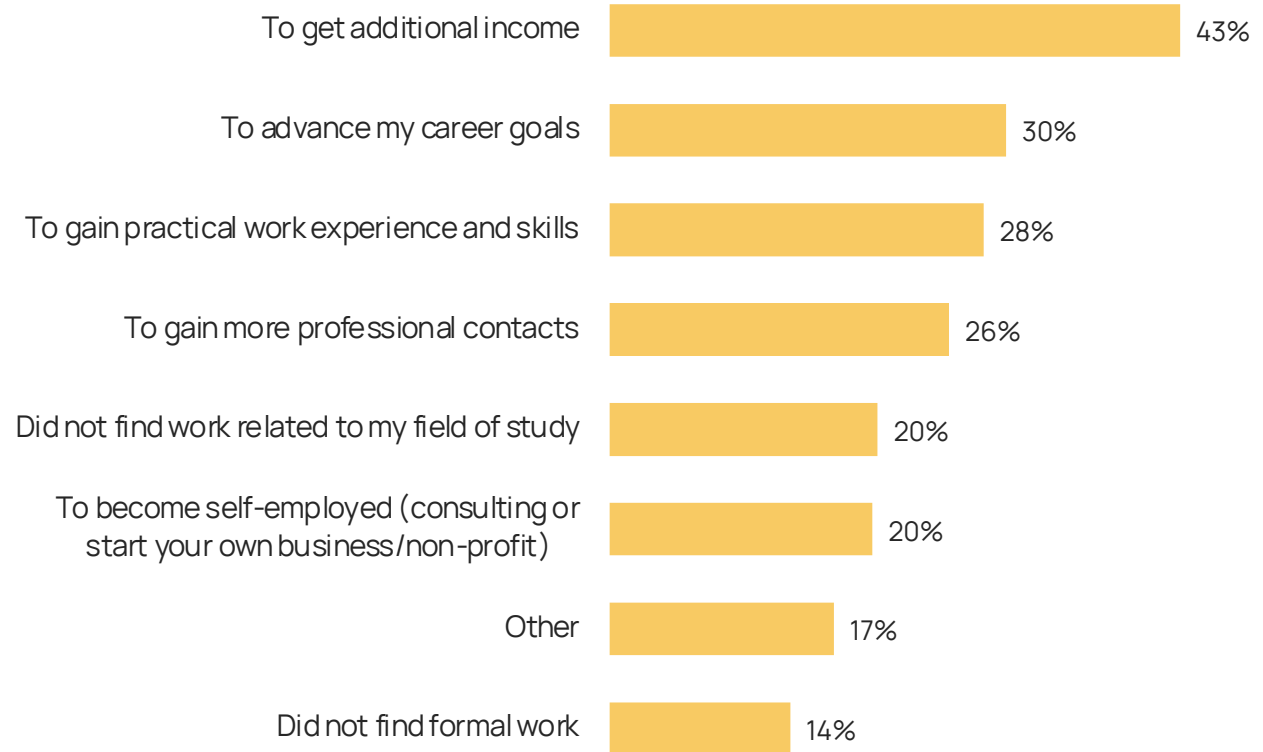 To get additional income 43%
To advance my career goals 30%
To gain practical work experience and skills 28%
To gain more professional contacts 26%
Did not find work related to my field of study 20%
To become self-employed (consulting or
start your own business/non-profit) 20%
Other 17%
Did not find formal work 14%